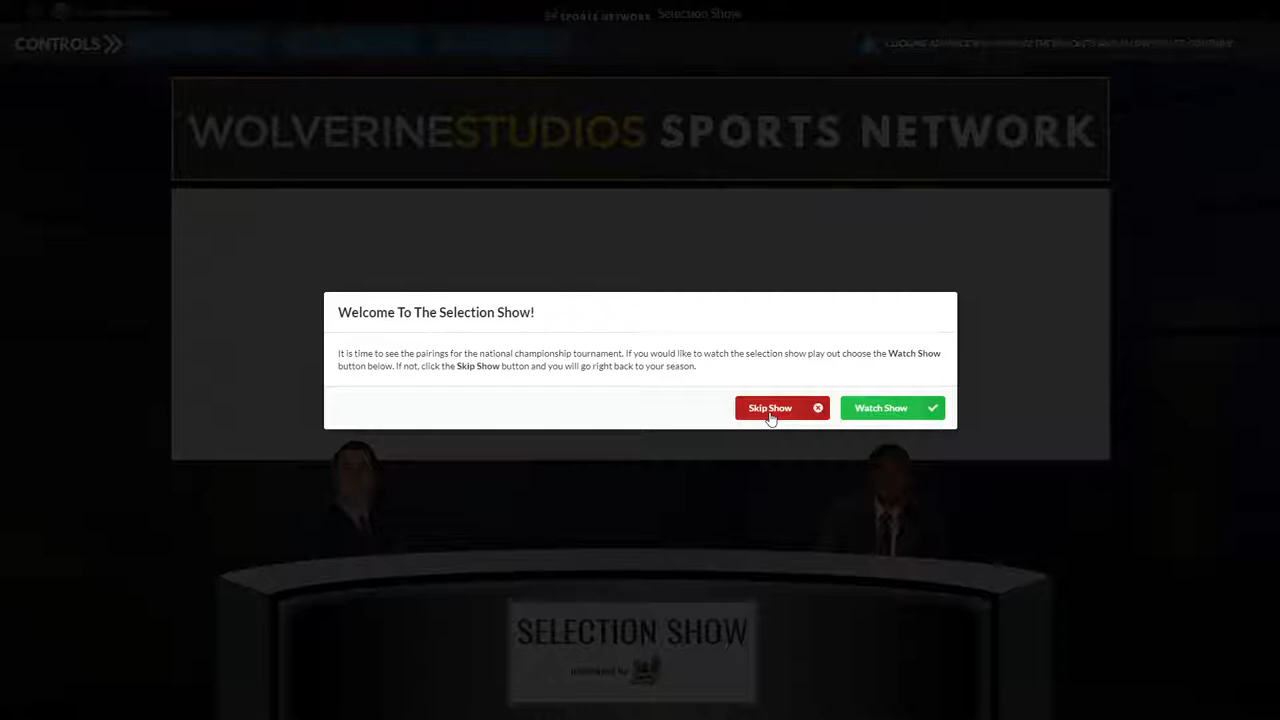 SPORTS NETWORK Selection Show
CONTROLS
WOLVERINESTUDIOS SPORTS NETWORK
Welcome To The Selection Show!
It is time to see the pairings for the national championship tournament. If you would like to watch the selection show play out choose the Watch Show
button below. If not, click the Skip Show button and you will go right back to your season.
Skip Show
Watch Show
SELECTION SHOW